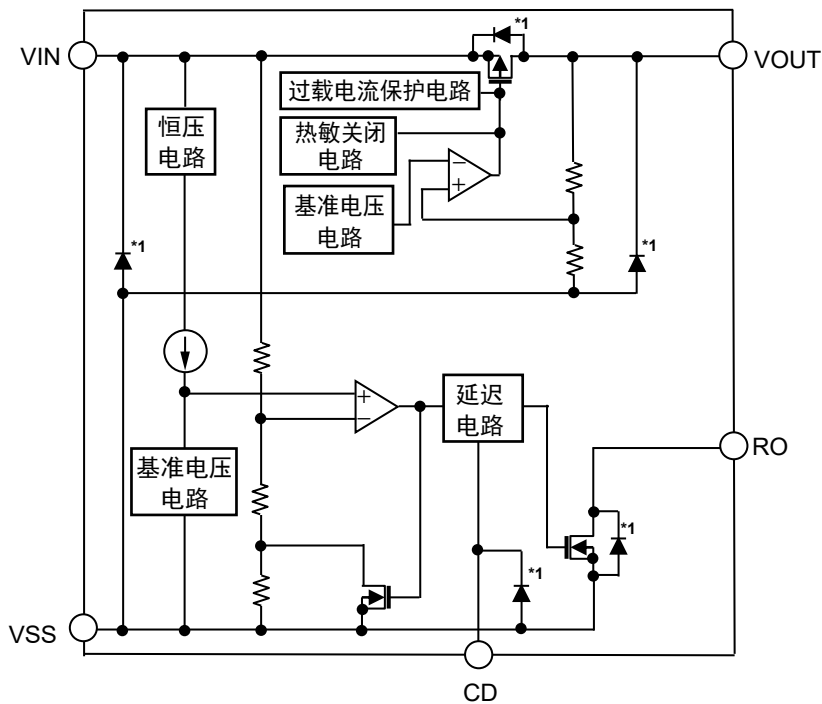 *1
VIN
VOUT
过载电流保护电路
恒压
电路
热敏关闭
电路
基准电压
电路
*1
*1
延迟
电路
RO
基准电压
电路
*1
*1
VSS
CD